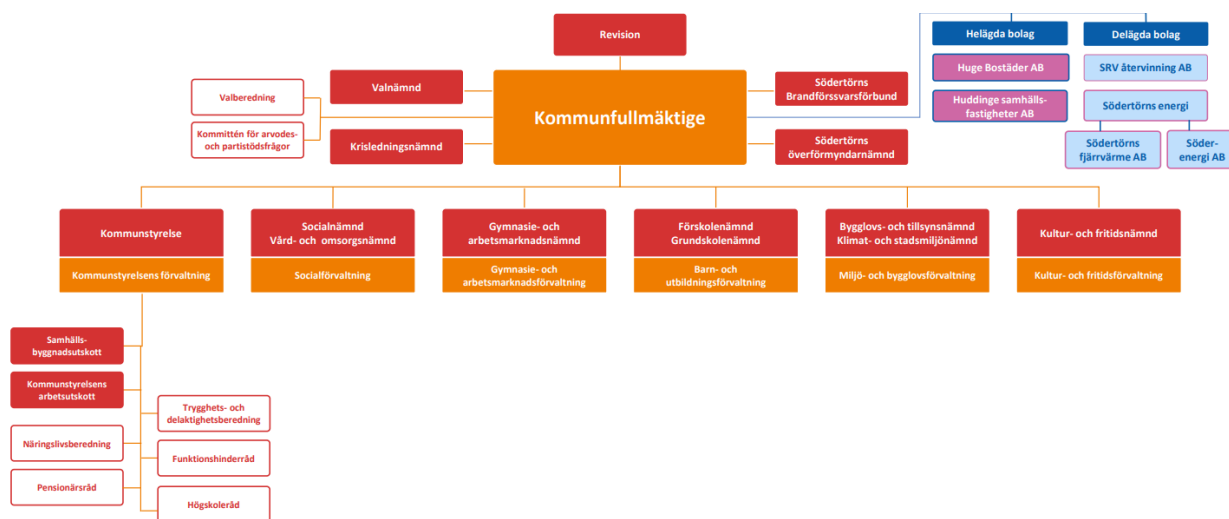 Revision
Helägda bolag
Delägda bolag
Huge Bostäder AB
SRV återvinning AB
Huddinge samhälls-
fastigheter AB
Södertörns energi
Södertörns
fjärrvärme AB
Söder-
energi AB
Valberedning
Kommittén för arvodes-
och partistödsfrågor
Valnämnd
Krisledningsnämnd
Kommunfullmäktige
Södertörns
Brandförssvarsförbund
Södertörns
överförmyndarnämnd
Kommunstyrelse
Kommunstyrelsens förvaltning
Socialnämnd
Vård- och omsorgsnämnd
Socialförvaltning
Gymnasie- och
arbetsmarknadsnämnd
Gymnasie- och
arbetsmarknadsförvaltning
Förskolenämnd
Grundskolenämnd
Barn- och
utbildningsförvaltning
Bygglovs- och tillsynsnämnd
Klimat- och stadsmiljönämnd
Miljö- och bygglovsförvaltning
Kultur- och fritidsnämnd
Kultur- och fritidsförvaltning
Samhälls-
byggnadsutskott
Kommunstyrelsens
arbetsutskott
Trygghets- och
delaktighetsberedning
Näringslivsberedning
Funktionshinderråd
Pensionärsråd
Högskoleråd